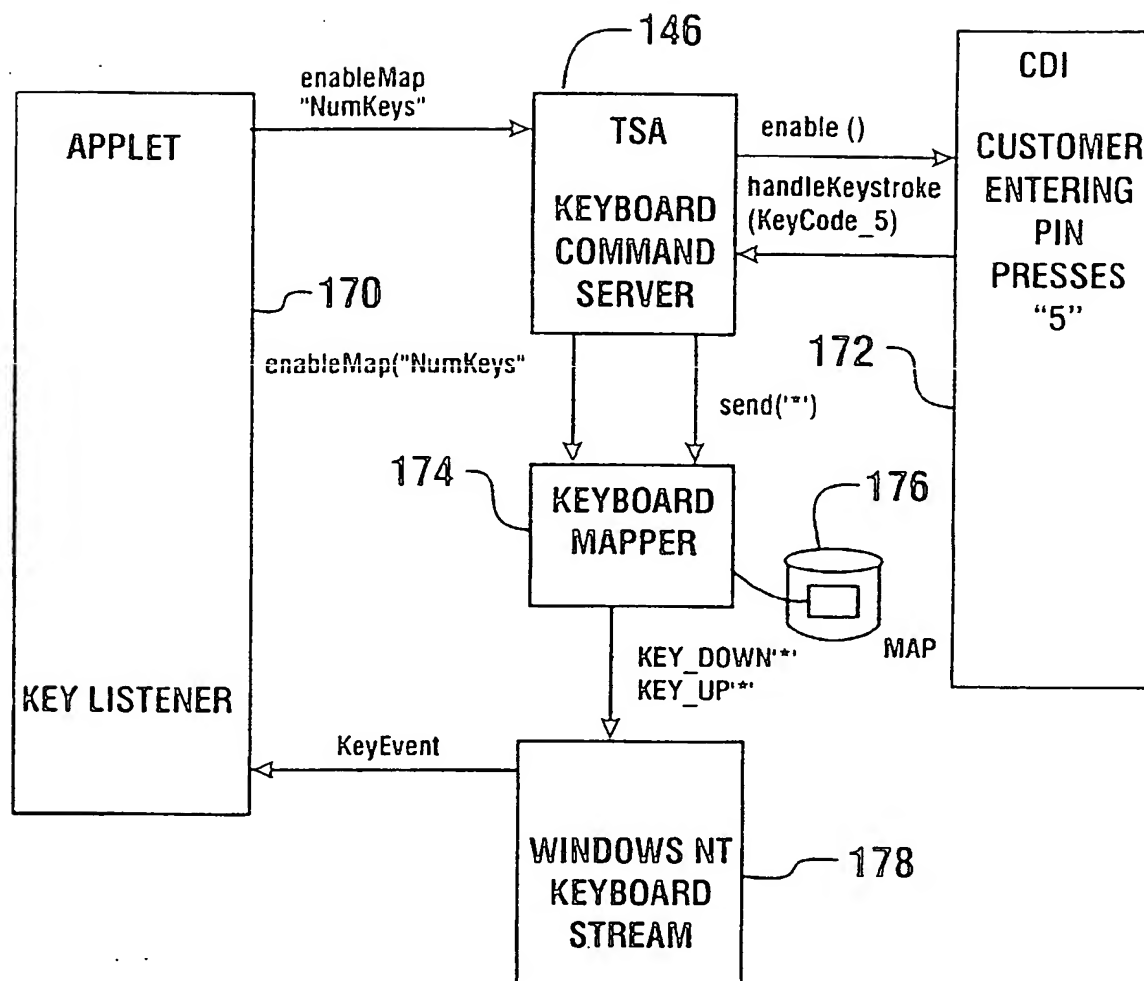 146
enableMap
"NumKeys"
APPLET
TSA
KEYBOARD
COMMAND
SERVER
enable ()
handleKeystroke
(KeyCode_5)
CDI
CUSTOMER
ENTERING
PIN
PRESSES
"5"
170
enableMap("NumKeys"
send('*')
172
174
KEYBOARD
MAPPER
176
MAP
KEY_DOWN'*'
KEY_UP'*'
KEY LISTENER
KeyEvent
WINDOWS NT
KEYBOARD
STREAM
178